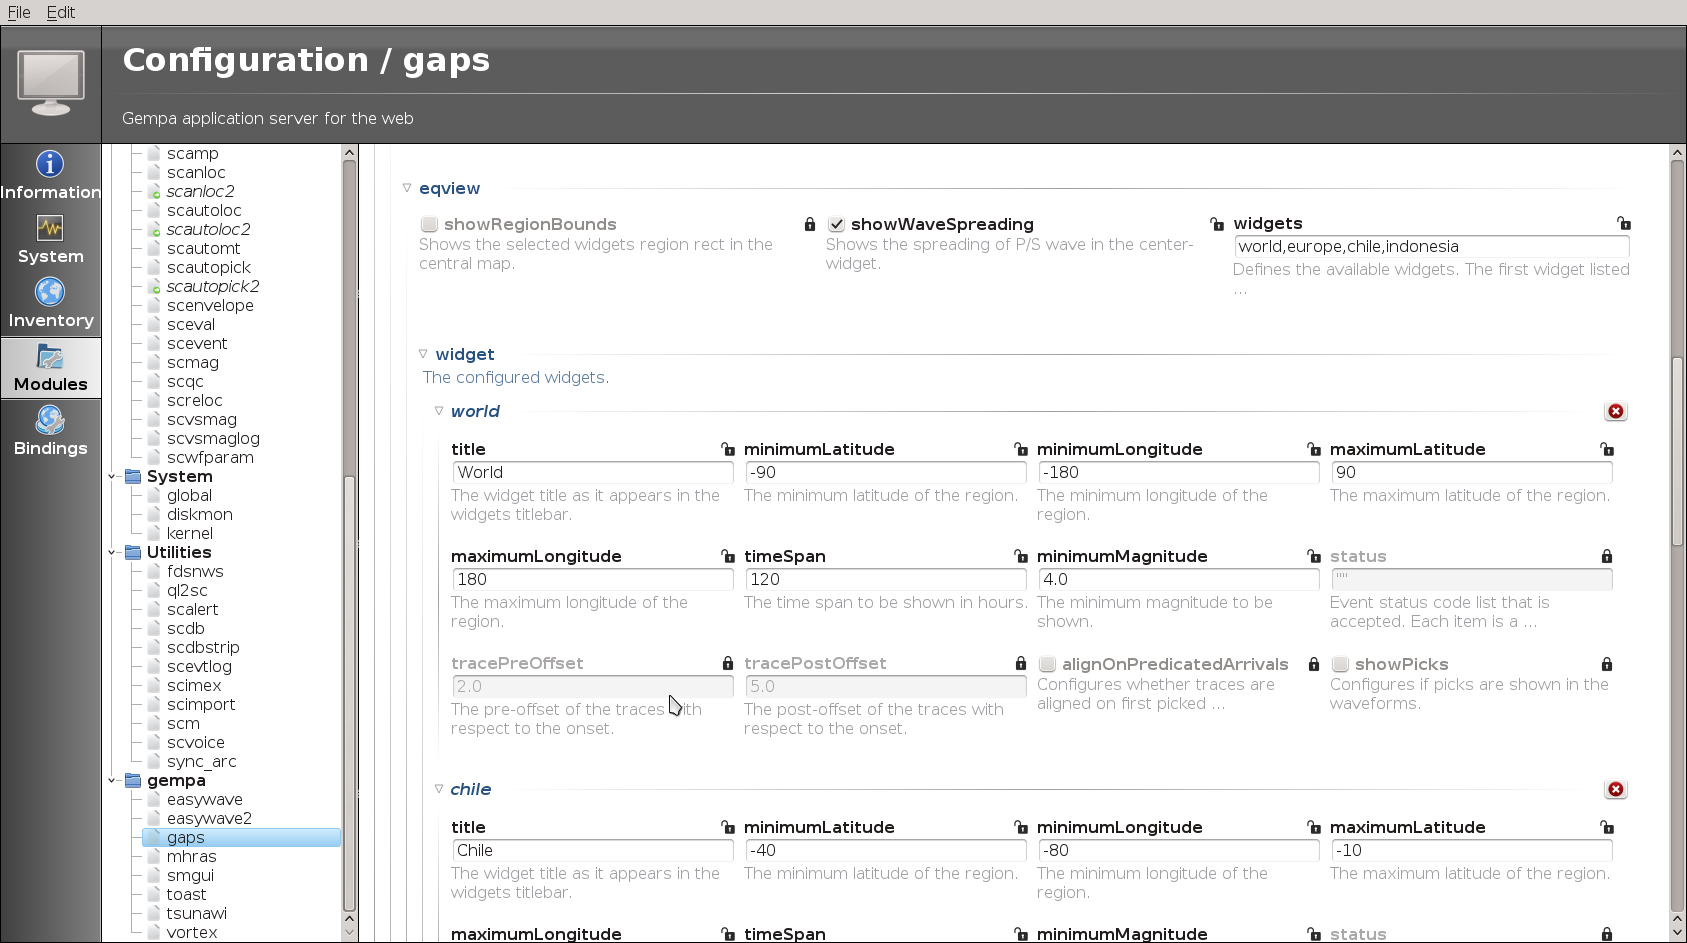 File Edit
Configuration / gaps
Gempa application server for the web
Information
System
Inventory
Modules
Bindings
scamp
scanloc
scanloc2
scautoloc
scautoloc2
scautomt
scautopick
scautopick2
scenvelope
sceval
scevent
scmag
scqc
screloc
scvsmag
scvsmaglog
scwfparam
System
global
diskmon
kernel
Utilities
fdsnws
ql2sc
scalert
scdb
scdbstrip
scevtlog
scimex
scimport
scm
scvoice
sync_arc
gempa
easywave
easywave2
gaps
mhras
smgui
toast
tsunawi
vortex
eqview
showRegionBounds
Shows the selected widgets region rect in the
central map.
showWaveSpreading
Shows the spreading of P/S wave in the center-
widget.
widgets
world,europe,chile,indonesia
Defines the available widgets. The first widget listed
...
widget
The configured widgets.
world
title
World
The widget title as it appears in the
widgets titlebar.
minimumLatitude
-90
The minimum latitude of the region.
minimumLongitude
-180
The minimum longitude of the
region.
maximumLatitude
90
The maximum latitude of the region.
maximumLongitude
180
The maximum longitude of the
region.
timeSpan
120
The time span to be shown in hours.
minimumMagnitude
4.0
The minimum magnitude to be
shown.
status
""
Event status code list that is
accepted. Each item is a ...
tracePreOffset
2.0
The pre-offset of the traces with
respect to the onset.
tracePostOffset
5.0
The post-offset of the traces with
respect to the onset.
alignOnPredicatedArrivals
Configures whether traces are
aligned on first picked ...
showPicks
Configures if picks are shown in the
waveforms.
chile
title
Chile
The widget title as it appears in the
widgets titlebar.
minimumLatitude
-40
The minimum latitude of the region.
minimumLongitude
-80
The minimum longitude of the
region.
maximumLatitude
-10
The maximum latitude of the region.
maximumLongitude
timeSpan
minimumMagnitude
status